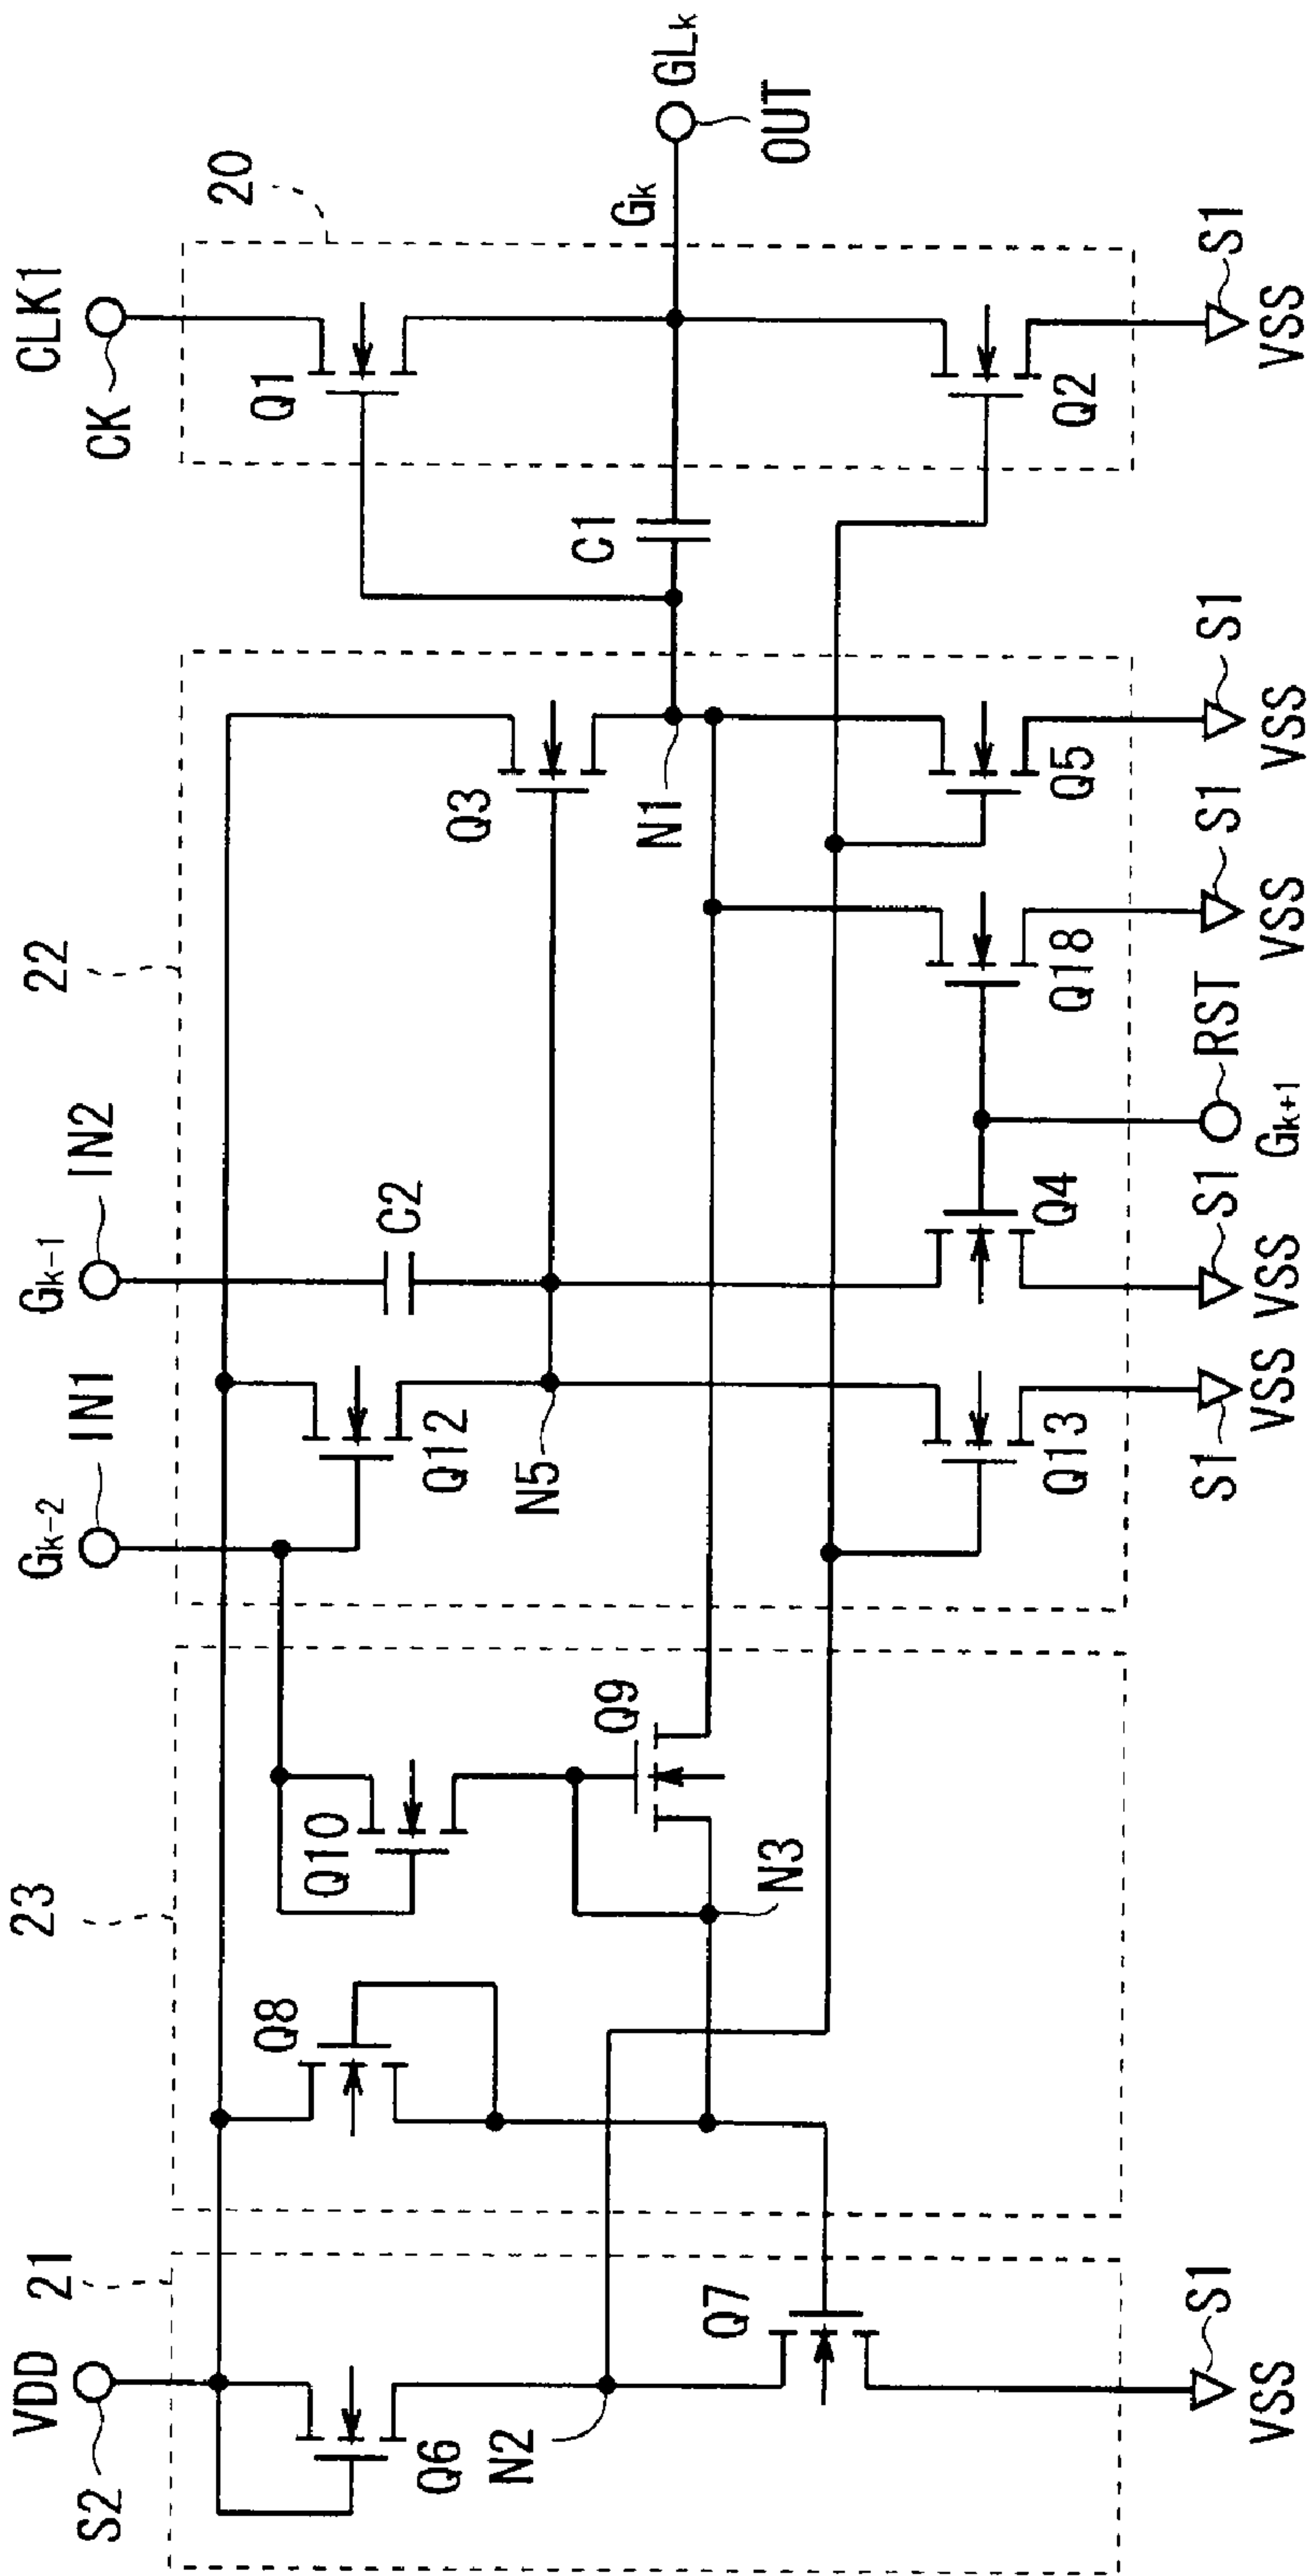 CLK1
CK
20
Q1
Gk
GLk
OUT
C1
Q2
S1
VSS
22
Gk-1
IN2
Gk-2
IN1
Q3
C2
Q12
N5
N1
Q5
S1
VSS
Q18
S1
VSS
RST
Gk+1
Q4
S1
VSS
Q13
S1
VSS
23
Q10
Q9
Q8
N3
21
VDD
S2
Q6
N2
Q7
S1
VSS